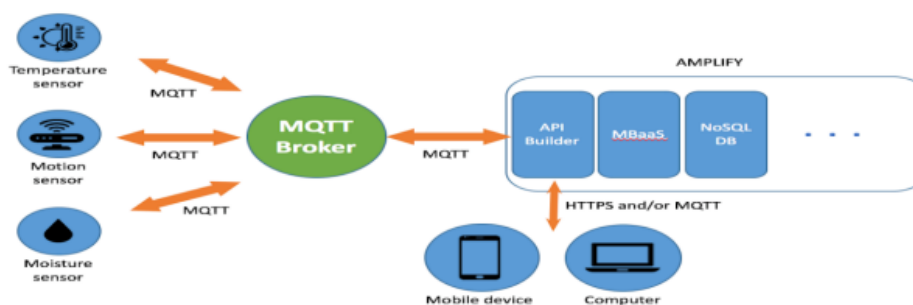 Temperature
sensor
MQTT
Motion
sensor
MQTT
Moisture
sensor
MQTT
MQTT
Broker
MQTT
AMPLIFY
API
Builder
MBaaS
NoSQL
DB
. . .
HTTPS and/or MQTT
Mobile device
Computer